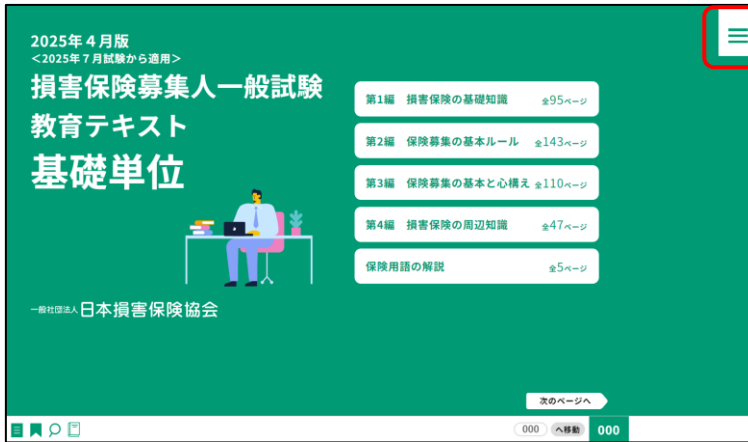 2025年4月版
<2025年7月試験から適用>
損害保険募集人一般試験
教育テキスト
基礎単位
一般社団法人 日本損害保険協会
第1編 損害保険の基礎知識 全95ページ
第2編 保険募集の基本ルール 全143ページ
第3編 保険募集の基本と心構え 全110ページ
第4編 損害保険の周辺知識 全47ページ
保険用語の解説 全5ページ
次のページへ
000 へ移動 000